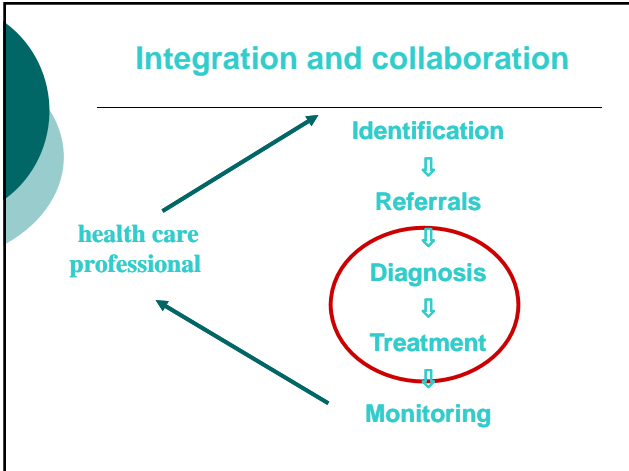 Integration and collaboration
Identification
⇩
Referrals
⇩
health care
professional
Diagnosis
⇩
Treatment
⇩
Monitoring